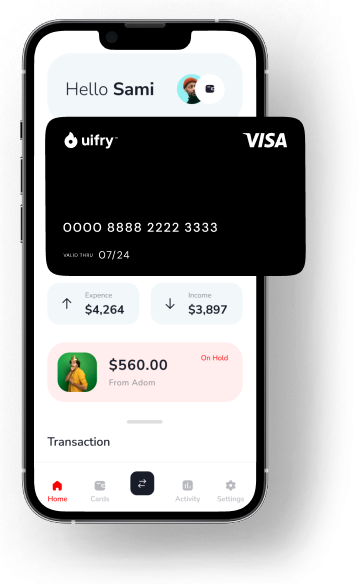 Hello Sami
uifry™
VISA
0000 8888 2222 3333
VALID THRU 07/24
Expence
$4,264
Income
$3,897
$560.00
On Hold
From Adom
Transaction
Home
Cards
Activity
Settings